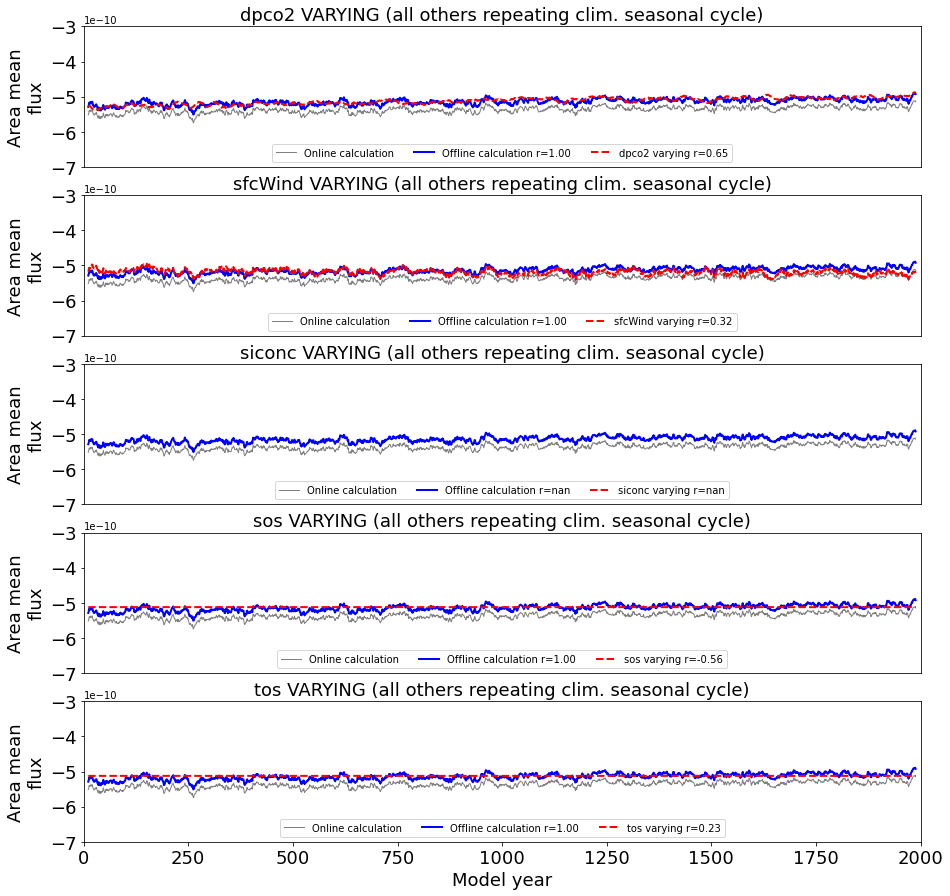 dpco2 VARYING (all others repeating clim. seasonal cycle)
1e−10
−3
−4
−5
−6
−7
Area mean
flux
Online calculation Offline calculation r=1.00 dpco2 varying r=0.65
sfcWind VARYING (all others repeating clim. seasonal cycle)
1e−10
−3
−4
−5
−6
−7
Area mean
flux
Online calculation Offline calculation r=1.00 sfcWind varying r=0.32
siconc VARYING (all others repeating clim. seasonal cycle)
1e−10
−3
−4
−5
−6
−7
Area mean
flux
Online calculation Offline calculation r=nan siconc varying r=nan
sos VARYING (all others repeating clim. seasonal cycle)
1e−10
−3
−4
−5
−6
−7
Area mean
flux
Online calculation Offline calculation r=1.00 sos varying r=-0.56
tos VARYING (all others repeating clim. seasonal cycle)
1e−10
−3
−4
−5
−6
−7
Area mean
flux
Online calculation Offline calculation r=1.00 tos varying r=0.23
0 250 500 750 1000 1250 1500 1750 2000
Model year